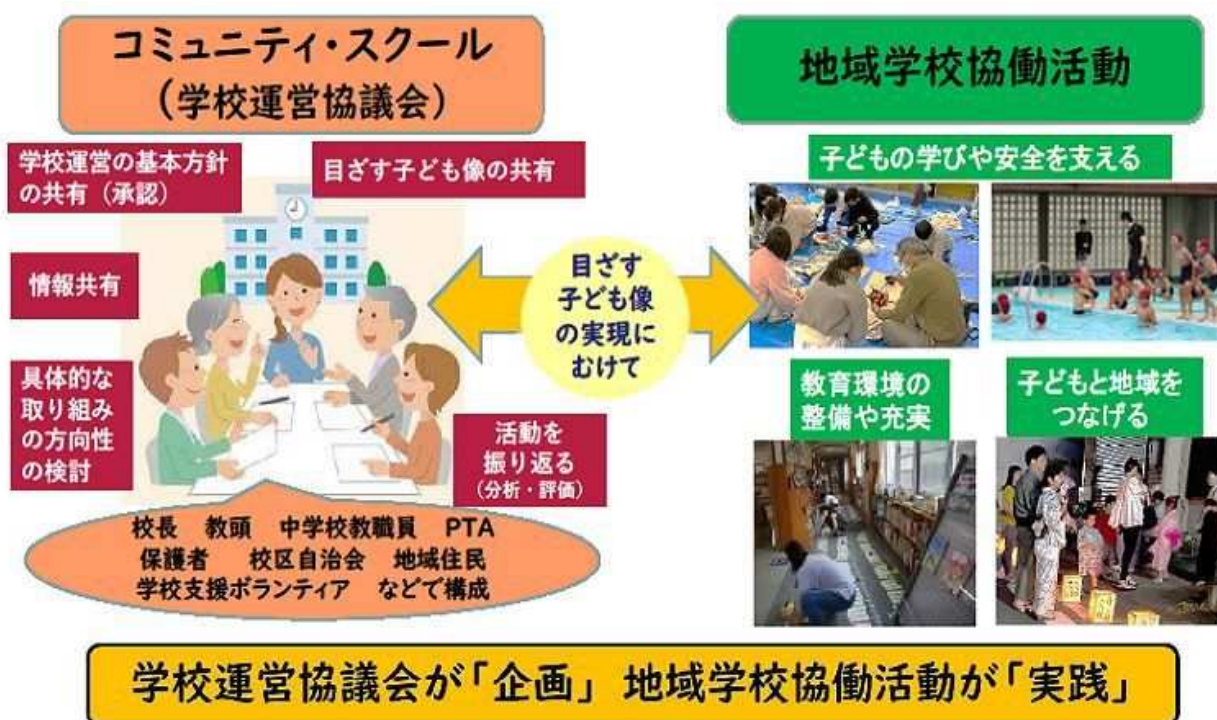 コミュニティ・スクール
(学校運営協議会)
学校運営の基本方針
の共有(承認)
目ざす子ども像の共有
情報共有
具体的な
取り組み
の方向性
の検討
活動を
振り返る
(分析・評価)
校長 教頭 中学校教職員 PTA
保護者 校区自治会 地域住民
学校支援ボランティア などで構成
目ざす
子ども像
の実現に
むけて
地域学校協働活動
子どもの学びや安全を支える
教育環境の
整備や充実
子どもと地域を
つなげる
学校運営協議会が「企画」 地域学校協働活動が「実践」